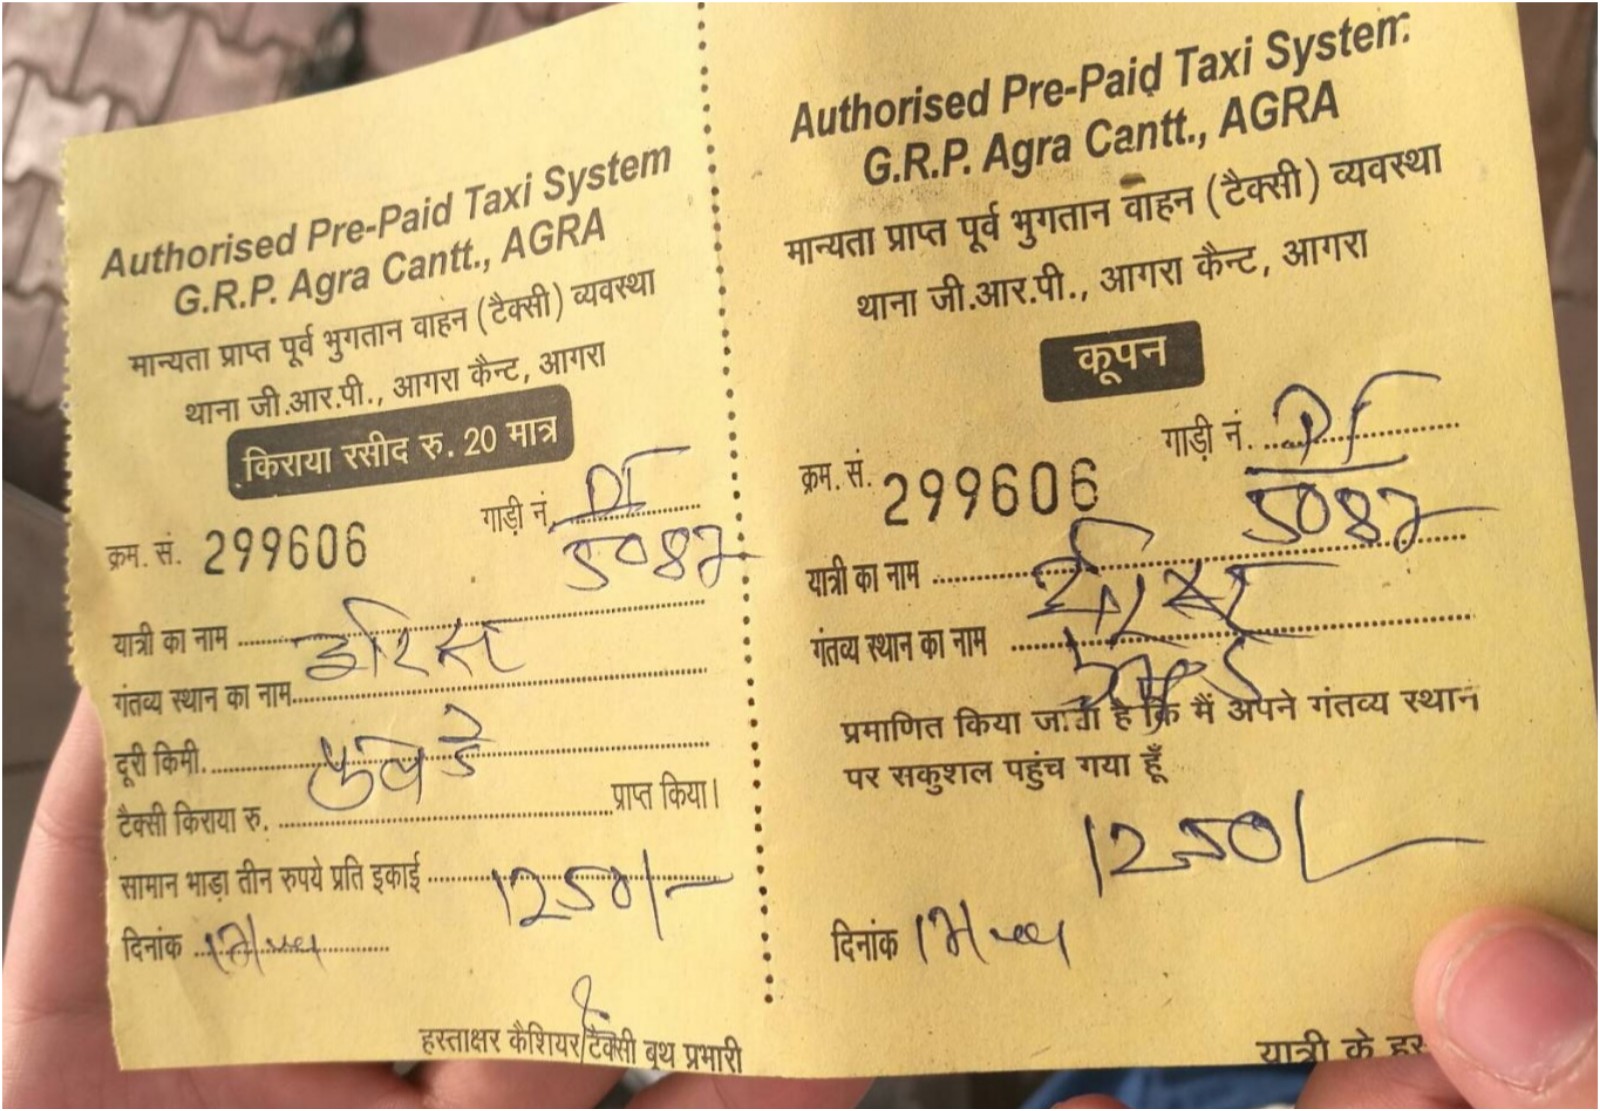 Authorised Pre-Paid Taxi System
G.R.P. Agra Cantt., AGRA
मान्यता प्राप्त पूर्व भुगतान वाहन (टैक्सी) व्यवस्था
थाना जी.आर.पी., आगरा कैन्ट, आगरा
किराया रसीद रु. 20 मात्र
क्रम. सं. 299606 गाड़ी नं.
5087
यात्री का नाम
गंतव्य स्थान का नाम
दूरी किमी.
टैक्सी किराया रु. प्राप्त किया।
सामान भाड़ा तीन रुपये प्रति इकाई 1250/-
दिनांक
हस्ताक्षर कैशियर/टैक्सी बूथ प्रभारी
Authorised Pre-Paid Taxi System
G.R.P. Agra Cantt., AGRA
मान्यता प्राप्त पूर्व भुगतान वाहन (टैक्सी) व्यवस्था
थाना जी.आर.पी., आगरा कैन्ट, आगरा
कूपन
क्रम. सं. 299606 गाड़ी नं.
5087
यात्री का नाम
गंतव्य स्थान का नाम
प्रमाणित किया जाता है कि मैं अपने गंतव्य स्थान
पर सकुशल पहुंच गया हूँ
1250/-
दिनांक
यात्री के